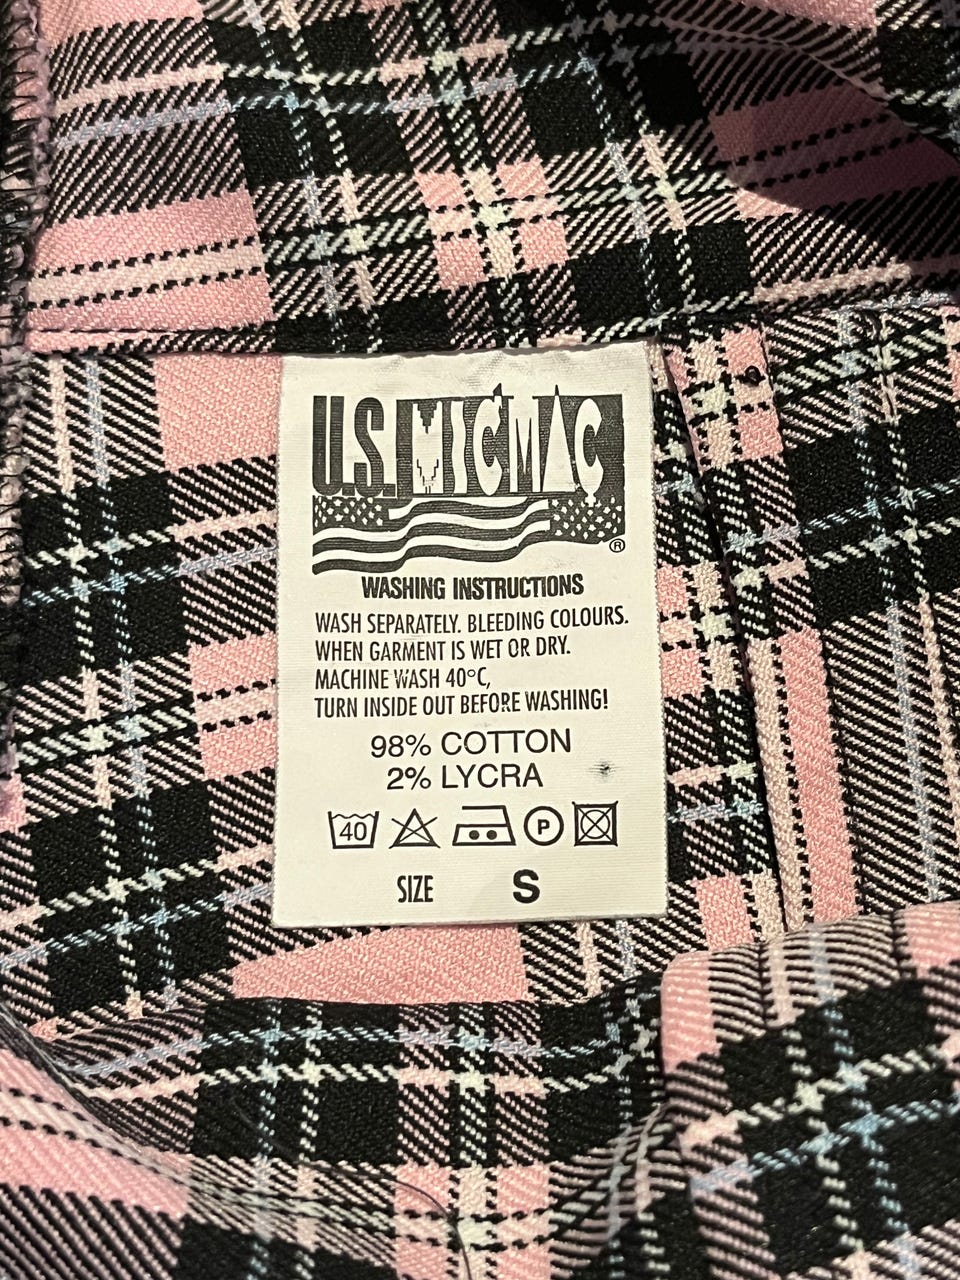 U.S. MICMAC
®
WASHING INSTRUCTIONS
WASH SEPARATELY. BLEEDING COLOURS.
WHEN GARMENT IS WET OR DRY.
MACHINE WASH 40°C,
TURN INSIDE OUT BEFORE WASHING!
98% COTTON
2% LYCRA
40 P
SIZE S